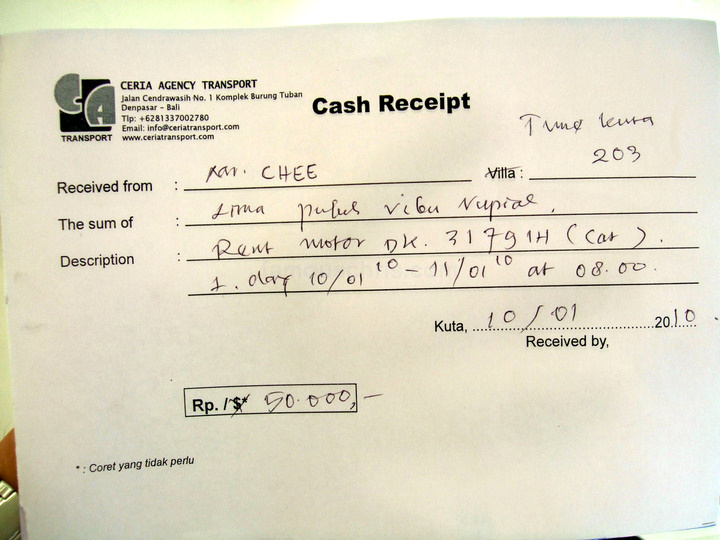 CERIA AGENCY TRANSPORT
Jalan Cendrawasih No. 1 Komplek Burung Tuban
Denpasar - Bali
Tlp: +6281337002780
Email: info@ceriatransport.com
www.ceriatransport.com
TRANSPORT
Cash Receipt
Tune Kuta
203
Received from : CHEE Villa :
The sum of : Lima puluh ribu rupiah,
Description : Rent motor DK. 3179 IH (Cat).
1. day 10/01 10 - 11/01 10 at 08.00.
Kuta, 10/01 2010
Received by,
Rp. / $* 50.000,-
* : Coret yang tidak perlu